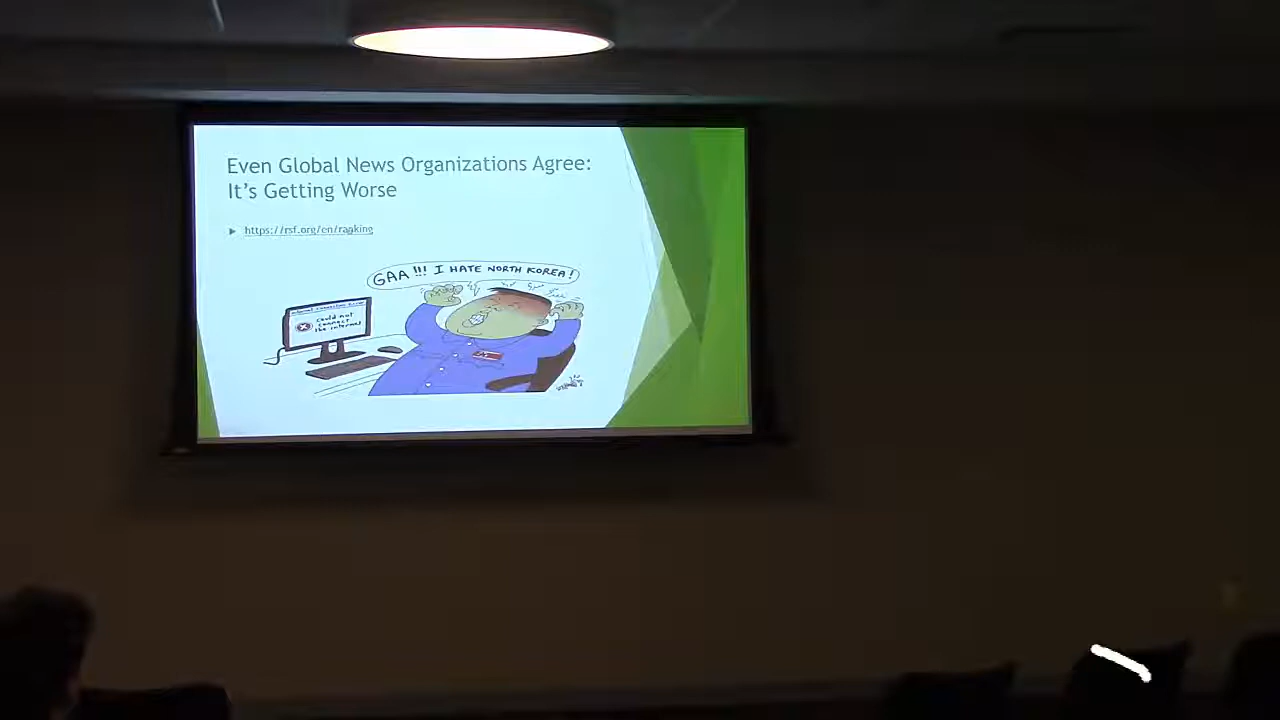 Even Global News Organizations Agree:
It's Getting Worse
https://rsf.org/en/ranking
GAA !!! I HATE NORTH KOREA!
could not
connect
the internet